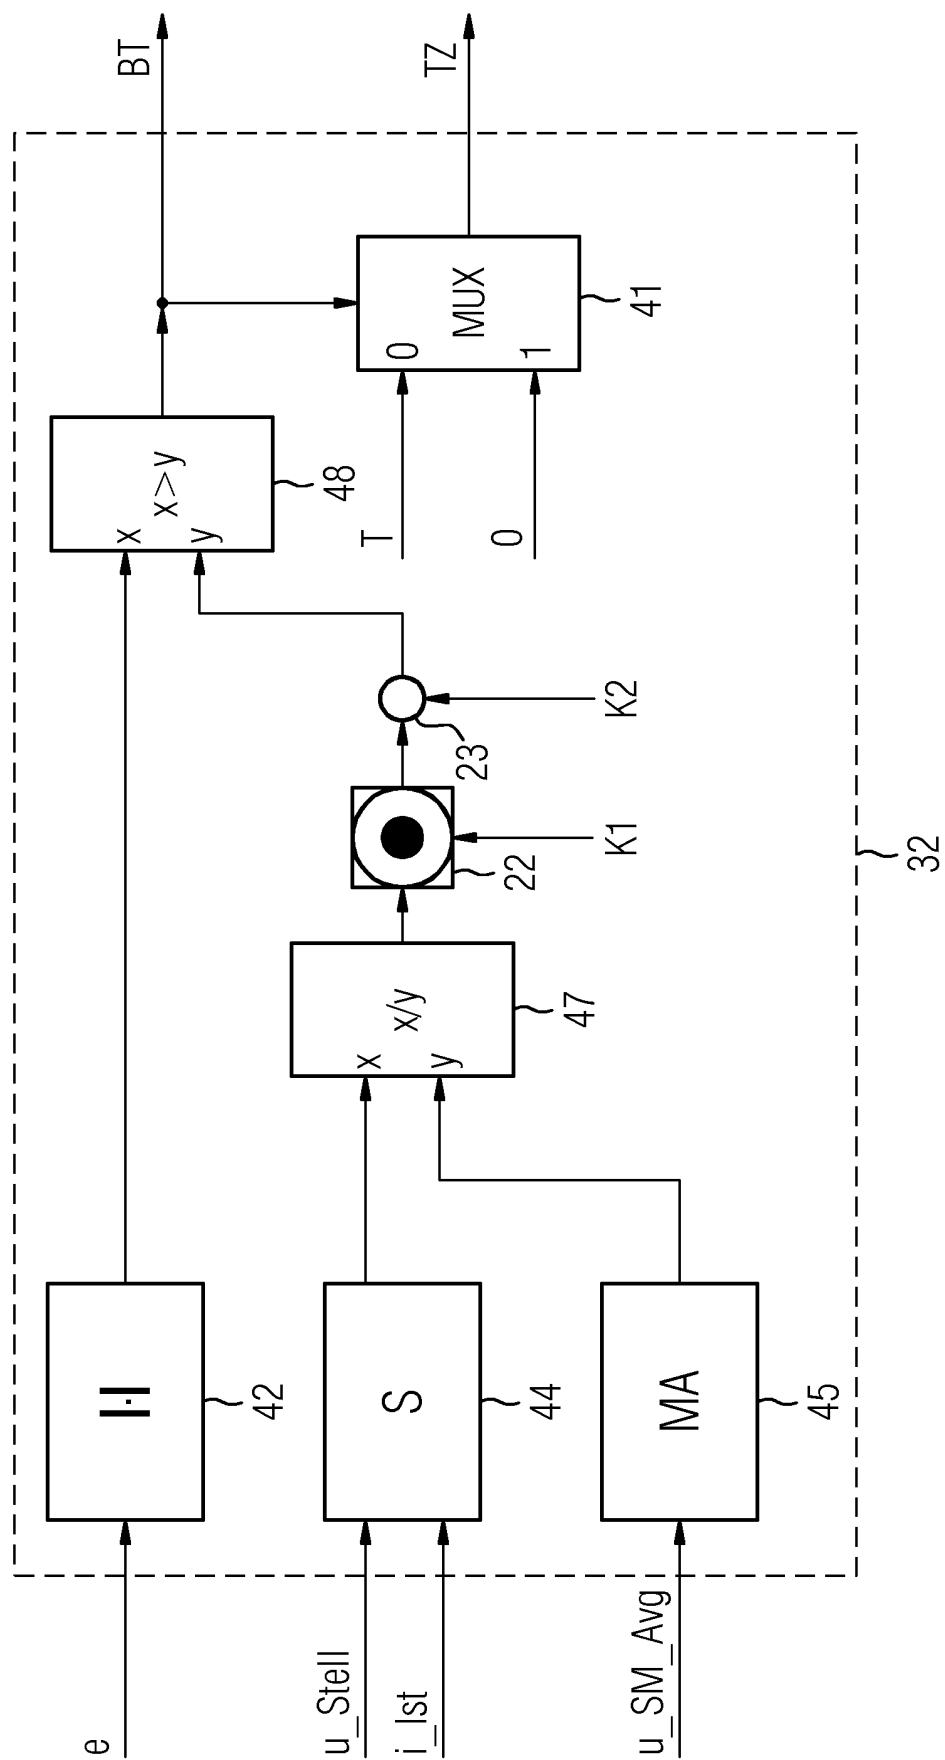 BT
TZ
MUX
0
1
41
x>y
x
y
48
T
0
K2
23
K1
22
32
x/y
x
y
47
|·|
42
S
44
MA
45
e
u_Stell
i_Ist
u_SM_Avg